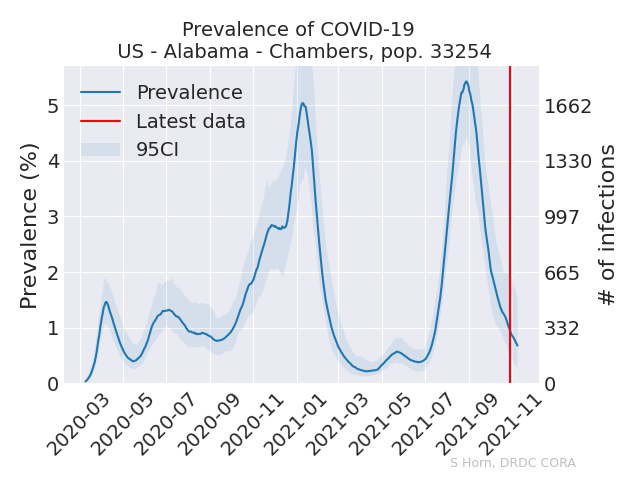 Prevalence of COVID-19
US - Alabama - Chambers, pop. 33254
Prevalence
Latest data
95CI
Prevalence (%)
5
4
3
2
1
0
1662
1330
997
665
332
0
# of infections
2020-03
2020-05
2020-07
2020-09
2020-11
2021-01
2021-03
2021-05
2021-07
2021-09
2021-11
S Horn, DRDC CORA